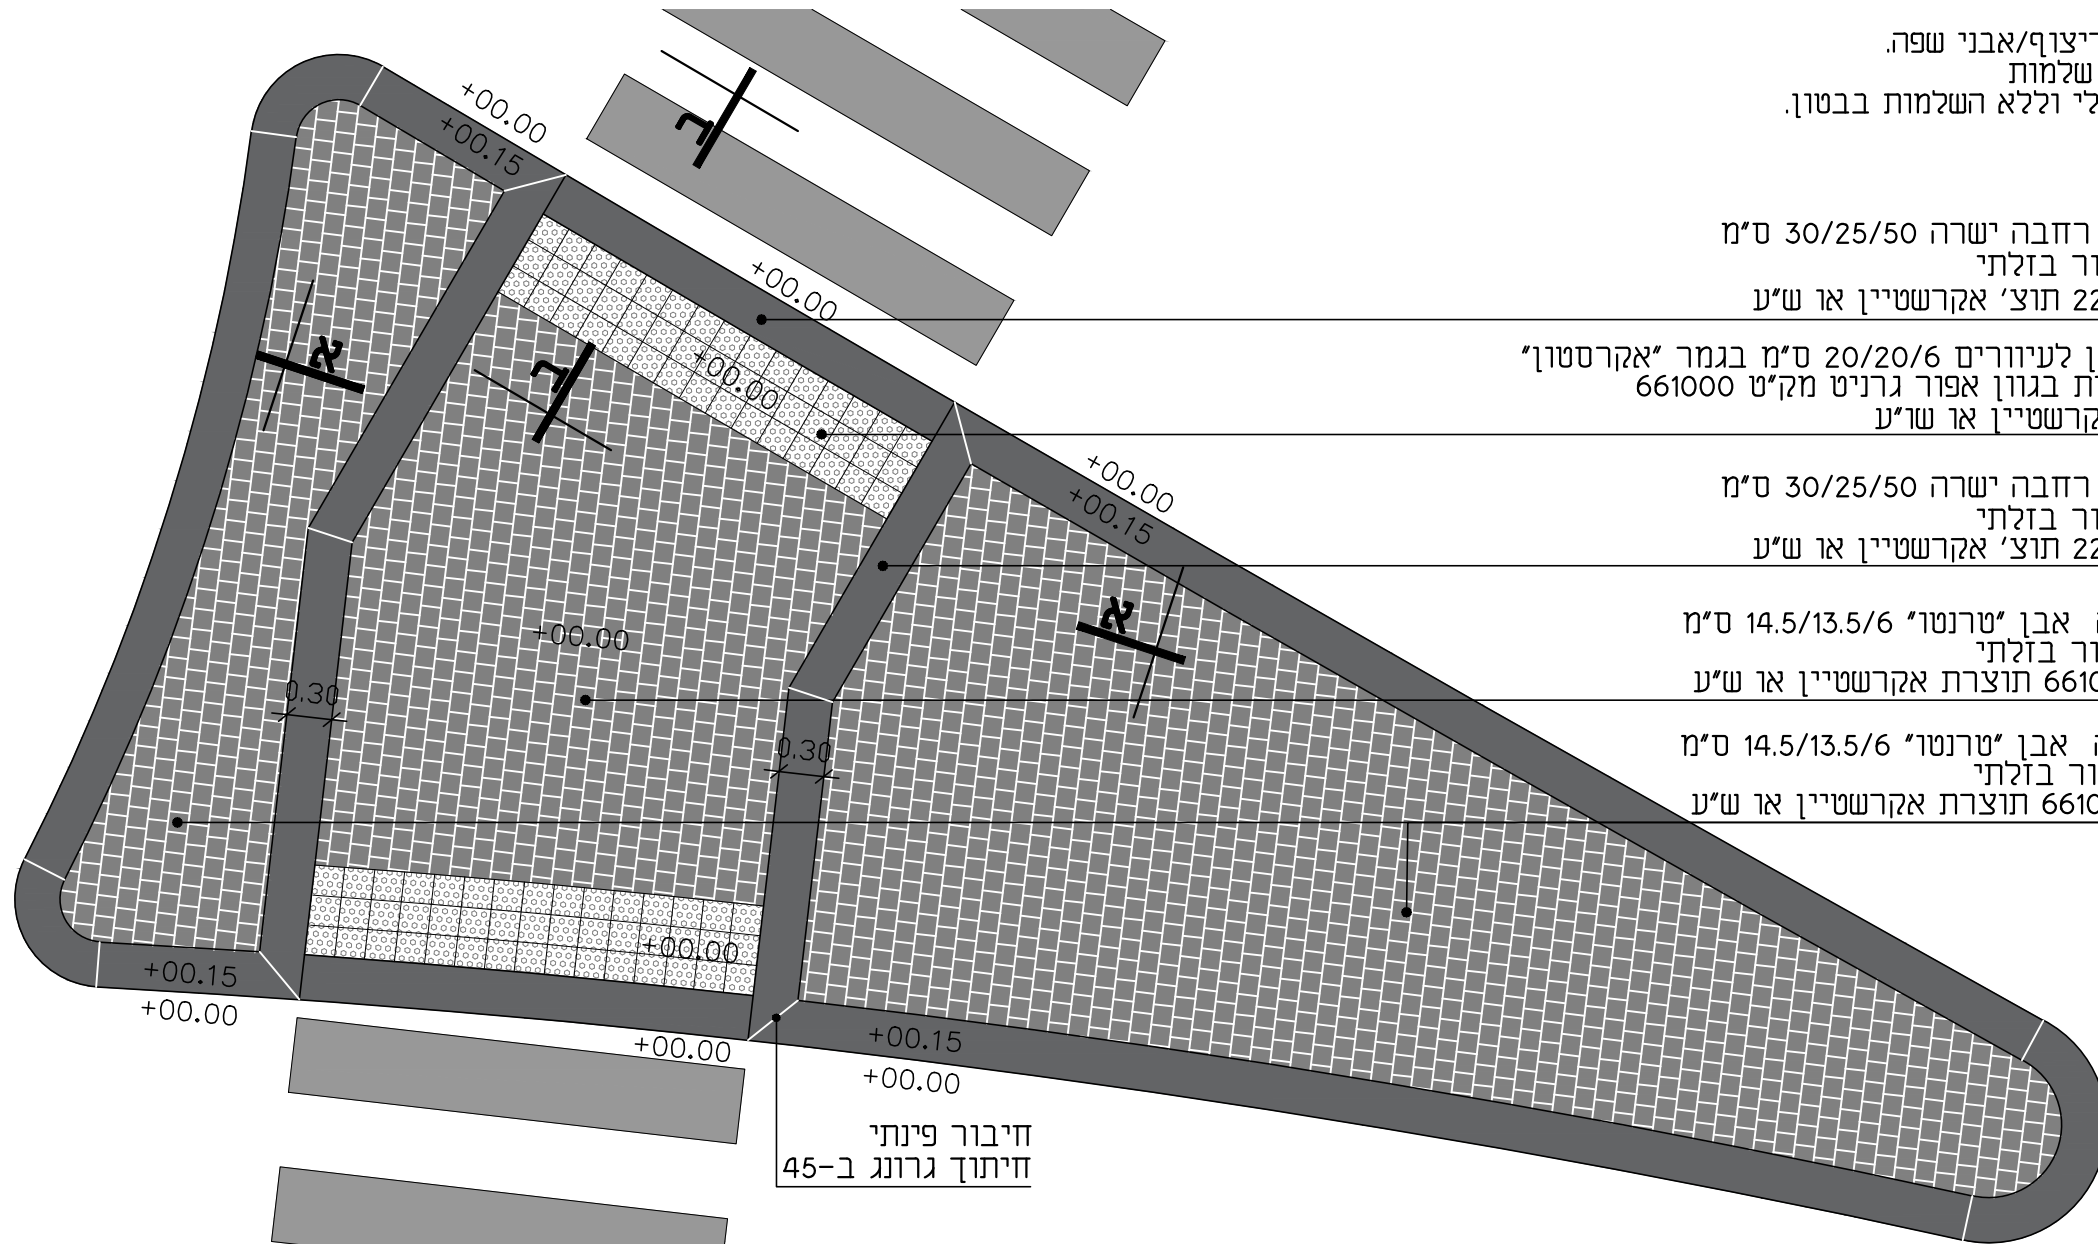 ריצוף/אבני שפה.
שלמות
לי וללא השלמות בבטון.
רחבה ישרה 30/25/50 ס"מ
ור בזלתי
22 תוצ' אקרשטיין או ש"ע
ן לעיוורים 20/20/6 ס"מ בגמר "אקרסטון"
ת בגוון אפור גרניט מק"ט 661000
קרשטיין או שו"ע
רחבה ישרה 30/25/50 ס"מ
ור בזלתי
22 תוצ' אקרשטיין או ש"ע
אבן "טרנטו" 14.5/13.5/6 ס"מ
ור בזלתי
6610 תוצרת אקרשטיין או ש"ע
אבן "טרנטו" 14.5/13.5/6 ס"מ
ור בזלתי
6610 תוצרת אקרשטיין או ש"ע
+00.00
+00.15
ב
+00.00
א
+00.00
ב
+00.00
+00.15
א
+00.00
0.30
0.30
+00.00
+00.15
+00.00
+00.00
+00.15
+00.00
חיבור פינתי
חיתוך גרונג ב-45